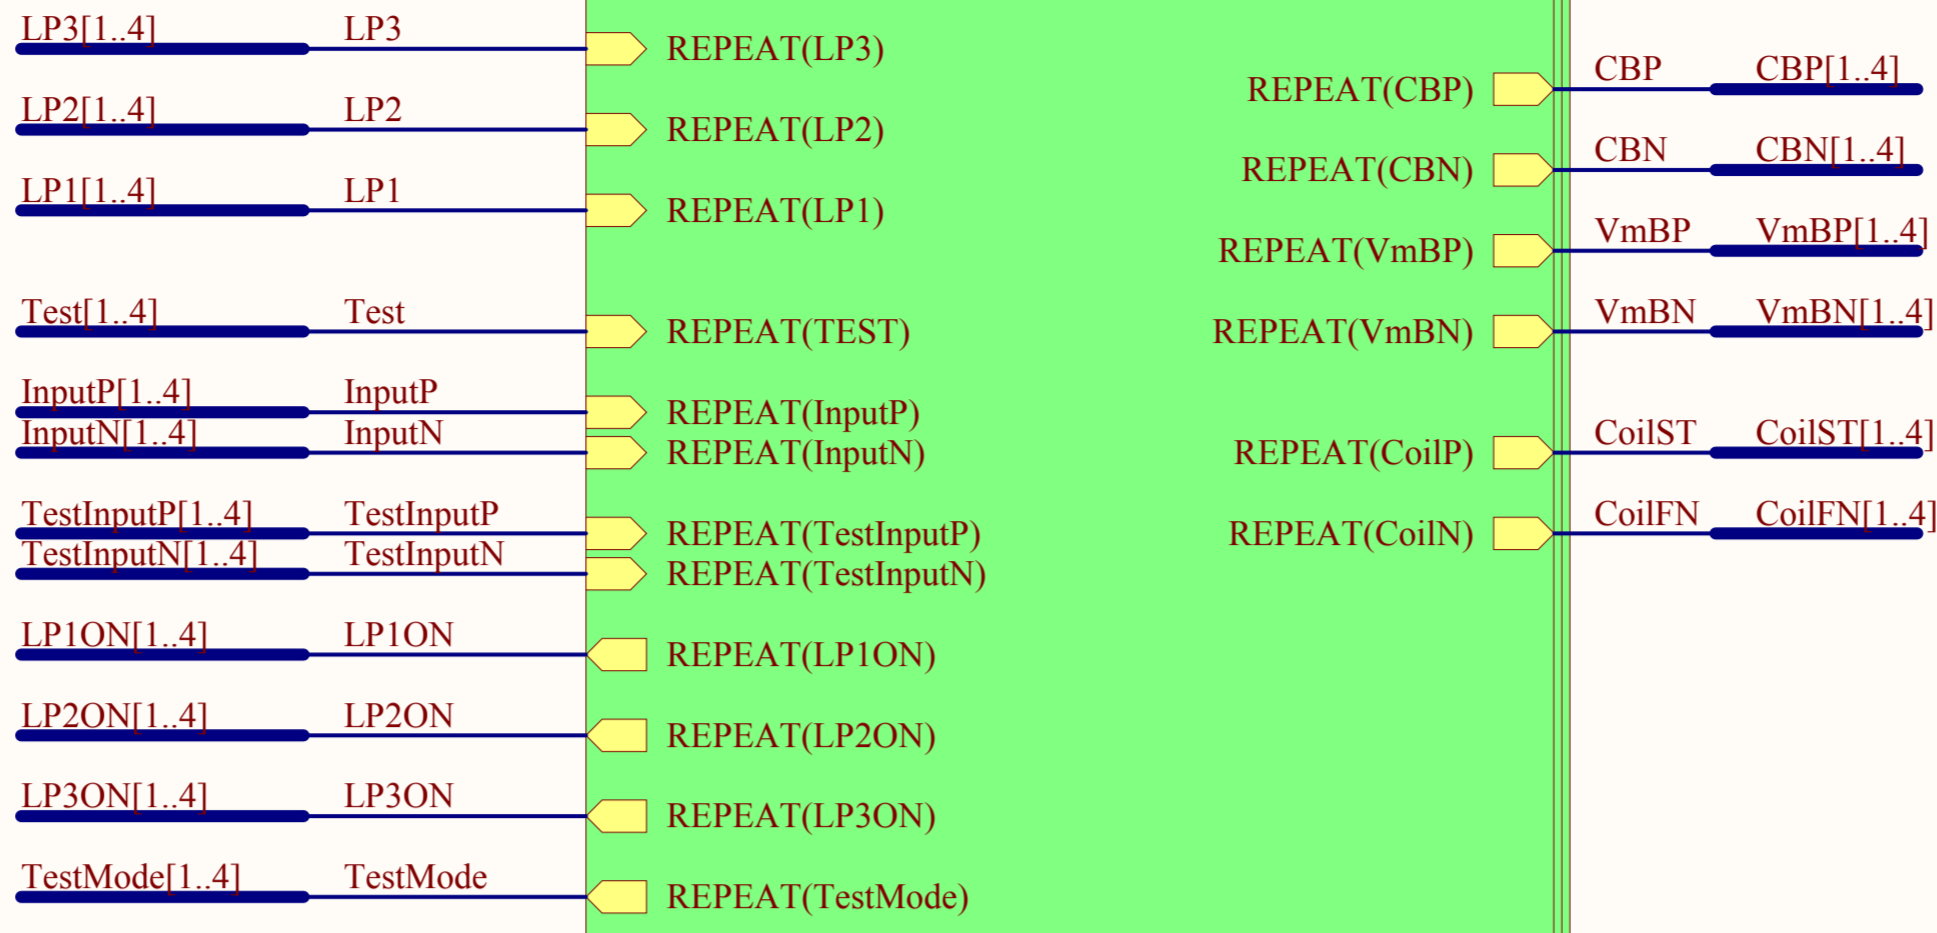 LP3[1..4] LP3 REPEAT(LP3)
REPEAT(CBP) CBP CBP[1..4]
LP2[1..4] LP2 REPEAT(LP2)
REPEAT(CBN) CBN CBN[1..4]
LP1[1..4] LP1 REPEAT(LP1)
REPEAT(VmBP) VmBP VmBP[1..4]
Test[1..4] Test REPEAT(TEST) REPEAT(VmBN) VmBN VmBN[1..4]
InputP[1..4] InputP REPEAT(InputP)
InputN[1..4] InputN REPEAT(InputN) REPEAT(CoilP) CoilST CoilST[1..4]
TestInputP[1..4] TestInputP REPEAT(TestInputP) REPEAT(CoilN) CoilFN CoilFN[1..4]
TestInputN[1..4] TestInputN REPEAT(TestInputN)
LP1ON[1..4] LP1ON REPEAT(LP1ON)
LP2ON[1..4] LP2ON REPEAT(LP2ON)
LP3ON[1..4] LP3ON REPEAT(LP3ON)
TestMode[1..4] TestMode REPEAT(TestMode)